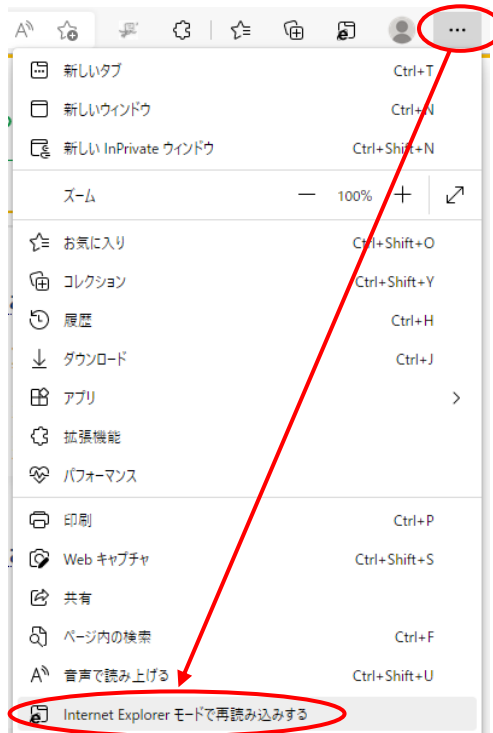 新しいタブ Ctrl+T
新しいウィンドウ Ctrl+N
新しい InPrivate ウィンドウ Ctrl+Shift+N
ズーム — 100% +
お気に入り Ctrl+Shift+O
コレクション Ctrl+Shift+Y
履歴 Ctrl+H
ダウンロード Ctrl+J
アプリ
拡張機能
パフォーマンス
印刷 Ctrl+P
Web キャプチャ Ctrl+Shift+S
共有
ページ内の検索 Ctrl+F
音声で読み上げる Ctrl+Shift+U
Internet Explorer モードで再読み込みする